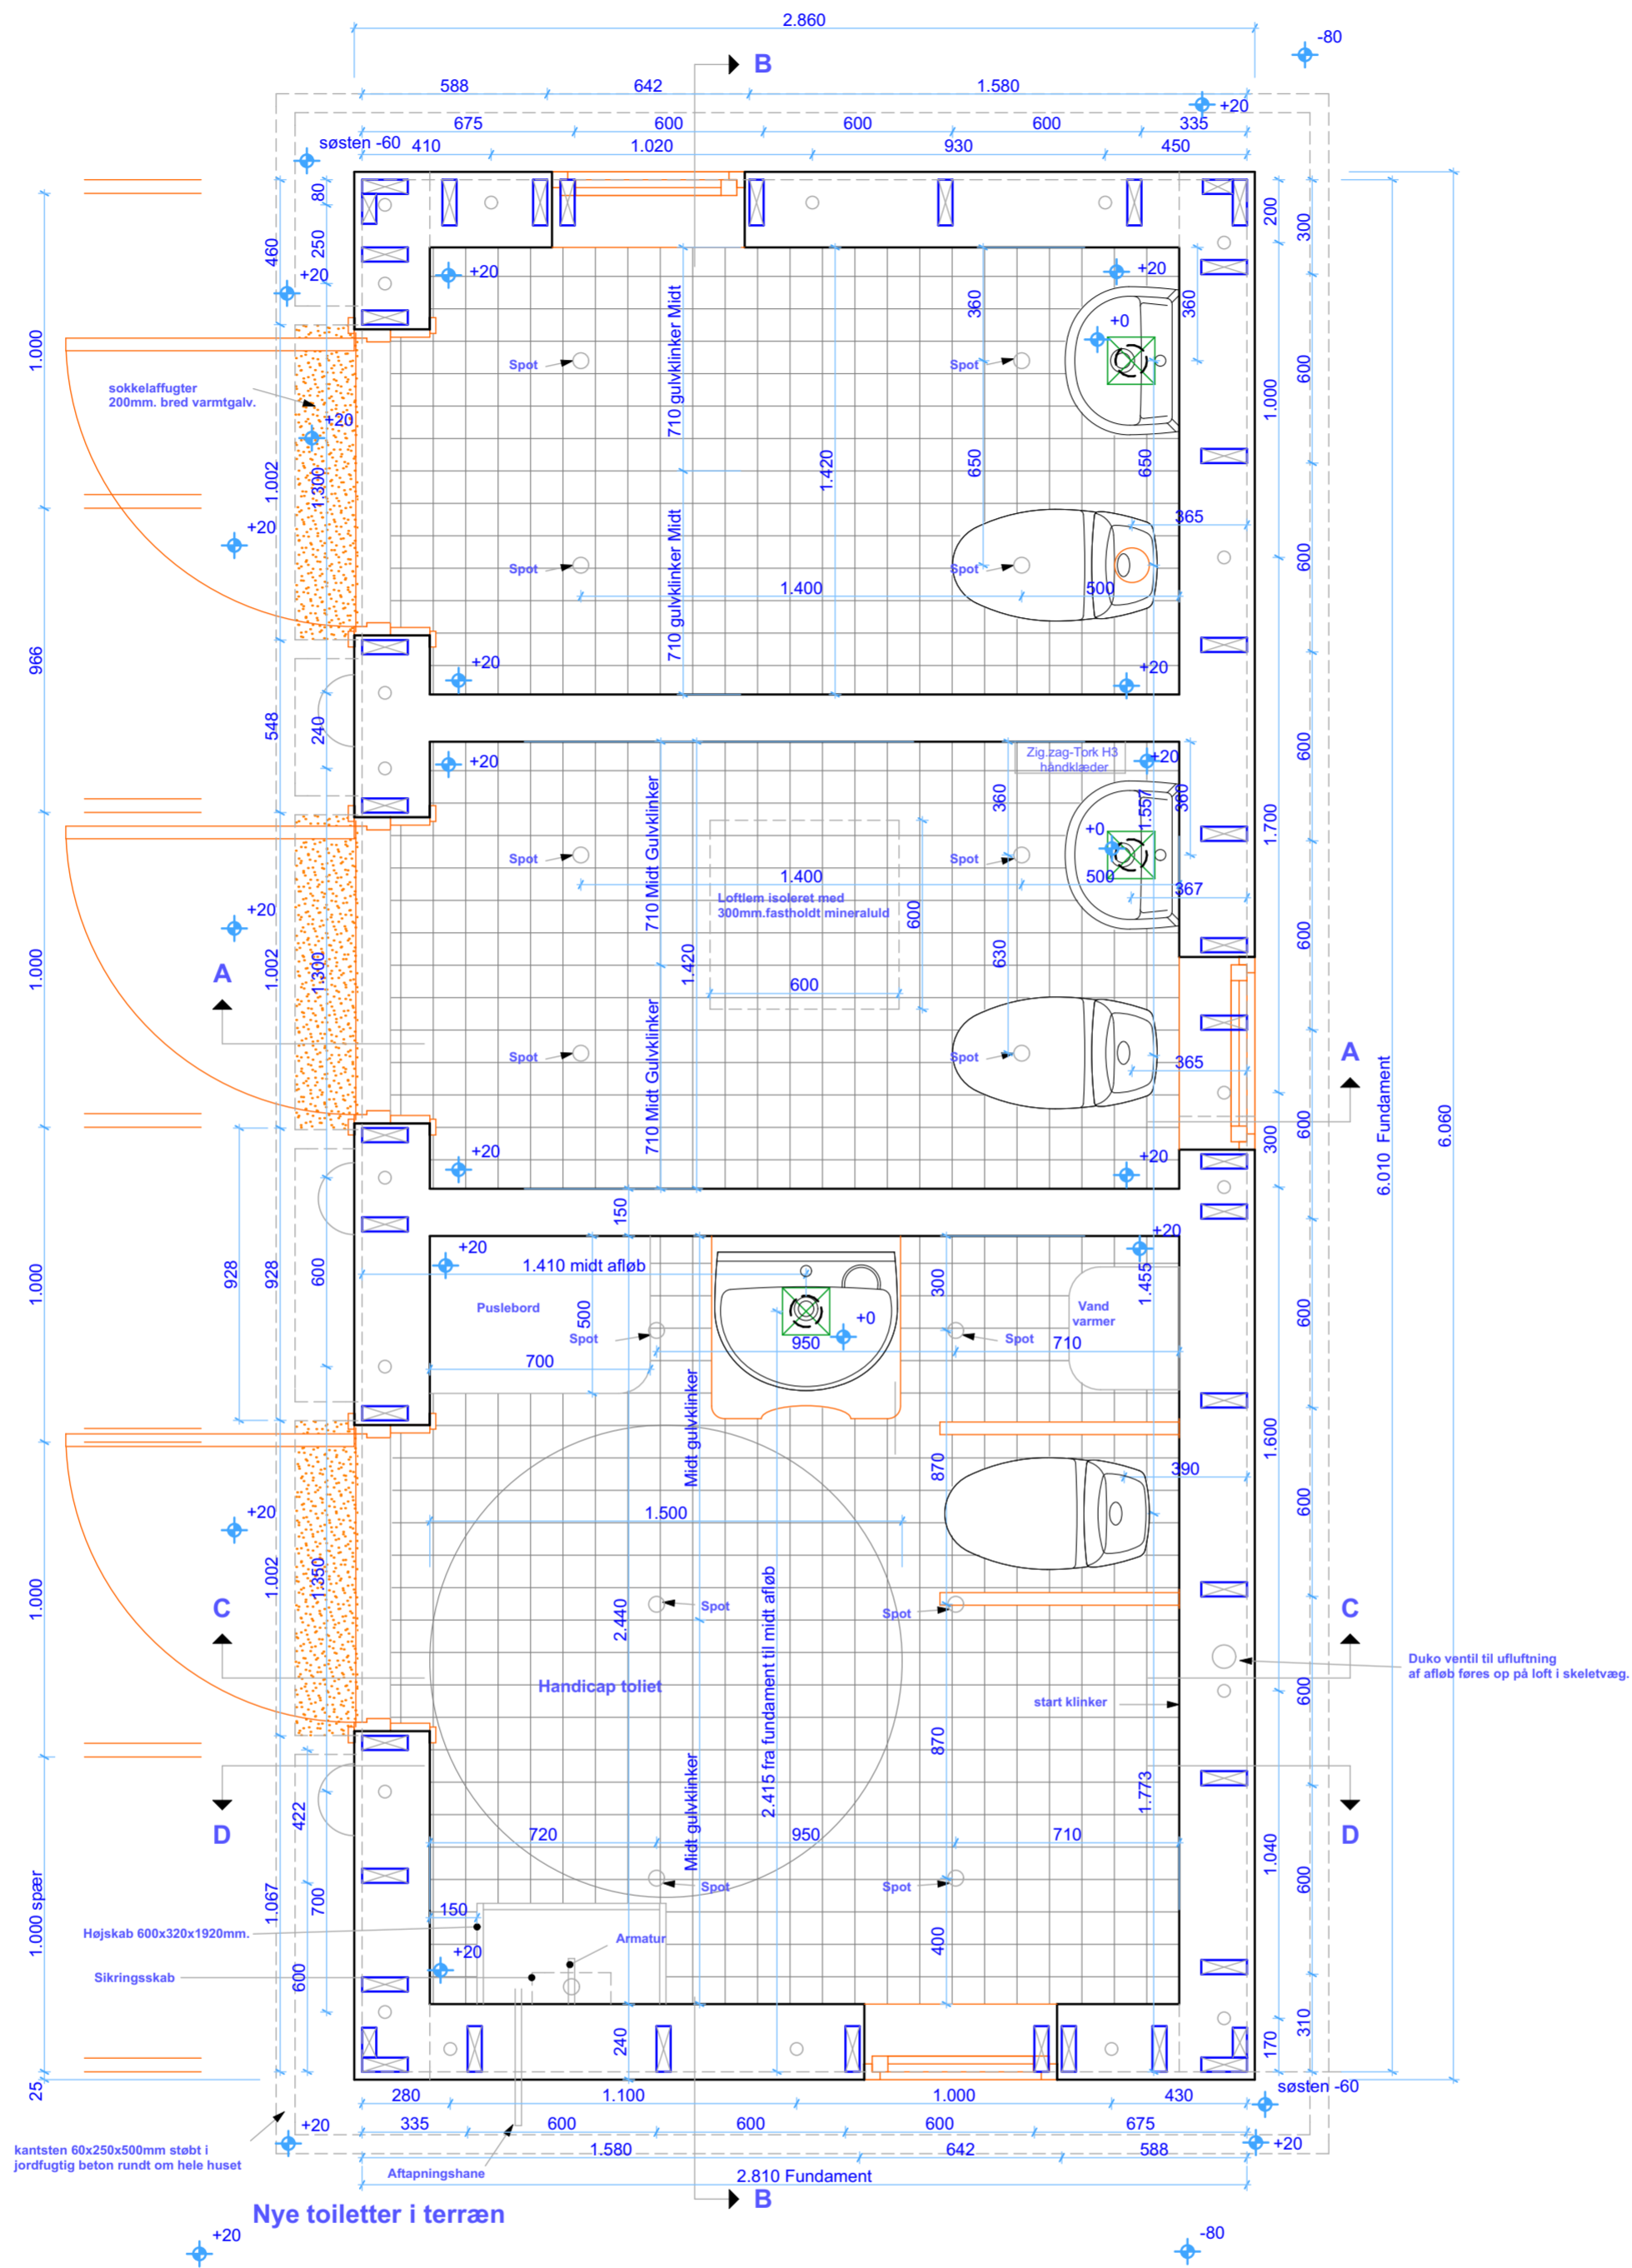 2.860
-80
B
588 642 1.580
+20
675 600 600 600 335
søsten -60
410 1.020 930 450
80
200
300
460
250
+20
+20
+20
1.000
710 gulvklinker Midt
360
360
+0
600
Spot
Spot
sokkelaffugter
200mm. bred varmtgalv.
1.000
+20
1.002
1.300
1.420
650
650
365
+20
710 gulvklinker Midt
600
Spot
Spot
1.400
500
966
+20
+20
548
240
600
+20
Zig.zag-Tork H3
håndklæder
+20
710 Midt Gulvklinker
360
1.557
360
1.700
+0
Spot
Spot
1.400
500
367
Loftlem isoleret med
300mm.fastholdt mineraluld
+20
600
600
A
1.000
1.002
1.300
1.420
630
600
710 Midt Gulvklinker
Spot
Spot
365
A
6.010 Fundament
6.060
600
300
+20
+20
150
+20
+20
1.410 midt afløb
1.000
928
928
600
Puslebord
500
Spot
300
1.455
Vand
varmer
+0
Spot
600
950
710
700
Midt gulvklinker
870
1.600
390
600
1.500
+20
1.000
1.002
1.350
2.440
Spot
Spot
C
C
Handicap toliet
2.415 fra fundament til midt afløb
start klinker
Duko ventil til ufluftning
af afløb føres op på loft i skeletvæg.
600
870
1.773
D
422
Midt gulvklinker
D
720
950
710
1.040
600
1.000 spær
1.067
700
Spot
Spot
150
Højskab 600x320x1920mm.
Armatur
400
+20
Sikringsskab
600
240
310
170
25
280 1.100 1.000 430
søsten -60
+20
335 600 600 600 675
+20
kantsten 60x250x500mm støbt i
jordfugtig beton rundt om hele huset
1.580 642 588
Aftapningshane
2.810 Fundament
B
Nye toiletter i terræn
+20
-80